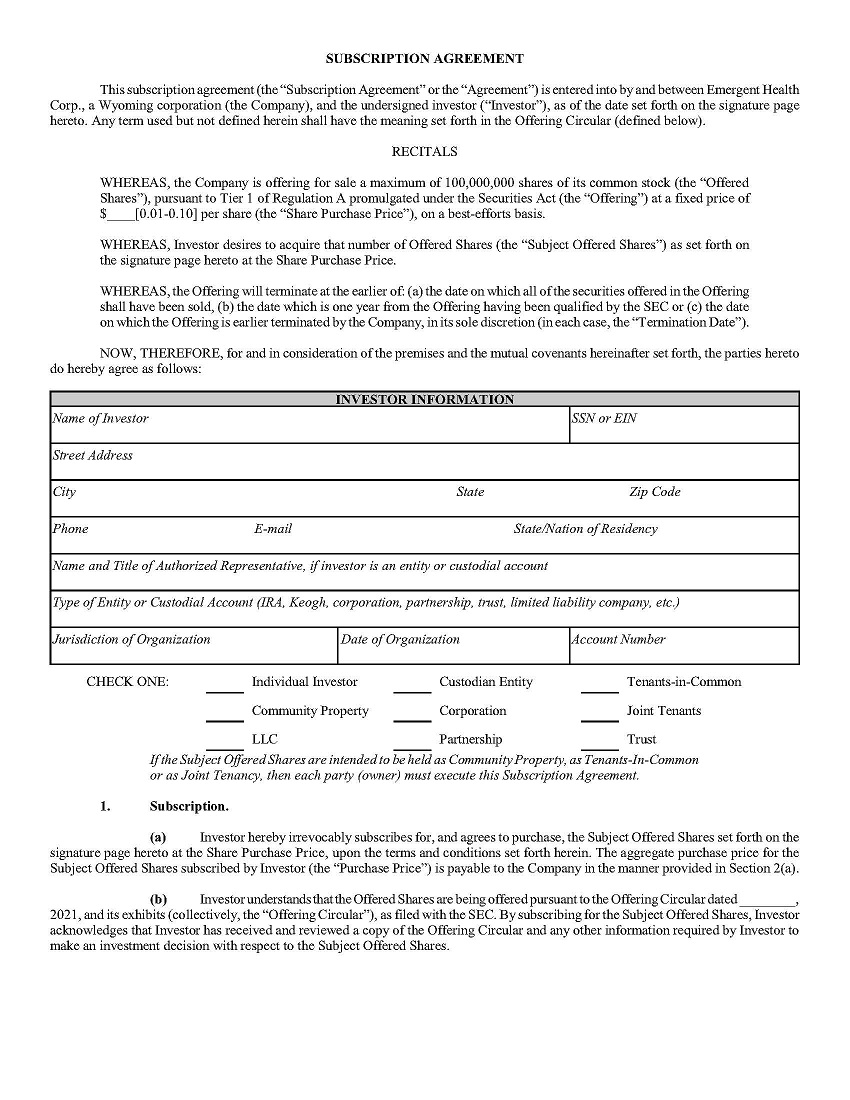 SUBSCRIPTION AGREEMENT
This subscription agreement (the “Subscription Agreement” or the “Agreement”) is entered into by and between Emergent Health
Corp., a Wyoming corporation (the Company), and the undersigned investor (“Investor”), as of the date set forth on the signature page
hereto. Any term used but not defined herein shall have the meaning set forth in the Offering Circular (defined below).
RECITALS
WHEREAS, the Company is offering for sale a maximum of 100,000,000 shares of its common stock (the “Offered
Shares”), pursuant to Tier 1 of Regulation A promulgated under the Securities Act (the “Offering”) at a fixed price of
$____[0.01-0.10] per share (the “Share Purchase Price”), on a best-efforts basis.
WHEREAS, Investor desires to acquire that number of Offered Shares (the “Subject Offered Shares”) as set forth on
the signature page hereto at the Share Purchase Price.
WHEREAS, the Offering will terminate at the earlier of: (a) the date on which all of the securities offered in the Offering
shall have been sold, (b) the date which is one year from the Offering having been qualified by the SEC or (c) the date
on which the Offering is earlier terminated by the Company, in its sole discretion (in each case, the “Termination Date”).
NOW, THEREFORE, for and in consideration of the premises and the mutual covenants hereinafter set forth, the parties hereto
do hereby agree as follows:
INVESTOR INFORMATION
Name of Investor SSN or EIN
Street Address
City State Zip Code
Phone E-mail State/Nation of Residency
Name and Title of Authorized Representative, if investor is an entity or custodial account
Type of Entity or Custodial Account (IRA, Keogh, corporation, partnership, trust, limited liability company, etc.)
Jurisdiction of Organization Date of Organization Account Number
CHECK ONE: ____ Individual Investor ____ Custodian Entity ____ Tenants-in-Common
____ Community Property ____ Corporation ____ Joint Tenants
____ LLC ____ Partnership ____ Trust
If the Subject Offered Shares are intended to be held as Community Property, as Tenants-In-Common
or as Joint Tenancy, then each party (owner) must execute this Subscription Agreement.
1. Subscription.
(a) Investor hereby irrevocably subscribes for, and agrees to purchase, the Subject Offered Shares set forth on the
signature page hereto at the Share Purchase Price, upon the terms and conditions set forth herein. The aggregate purchase price for the
Subject Offered Shares subscribed by Investor (the “Purchase Price”) is payable to the Company in the manner provided in Section 2(a).
(b) Investor understands that the Offered Shares are being offered pursuant to the Offering Circular dated ________,
2021, and its exhibits (collectively, the “Offering Circular”), as filed with the SEC. By subscribing for the Subject Offered Shares, Investor
acknowledges that Investor has received and reviewed a copy of the Offering Circular and any other information required by Investor to
make an investment decision with respect to the Subject Offered Shares.